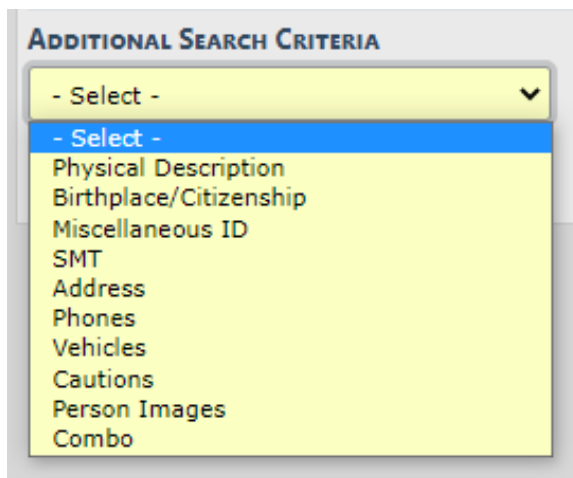 Additional Search Criteria
- Select -
- Select -
Physical Description
Birthplace/Citizenship
Miscellaneous ID
SMT
Address
Phones
Vehicles
Cautions
Person Images
Combo